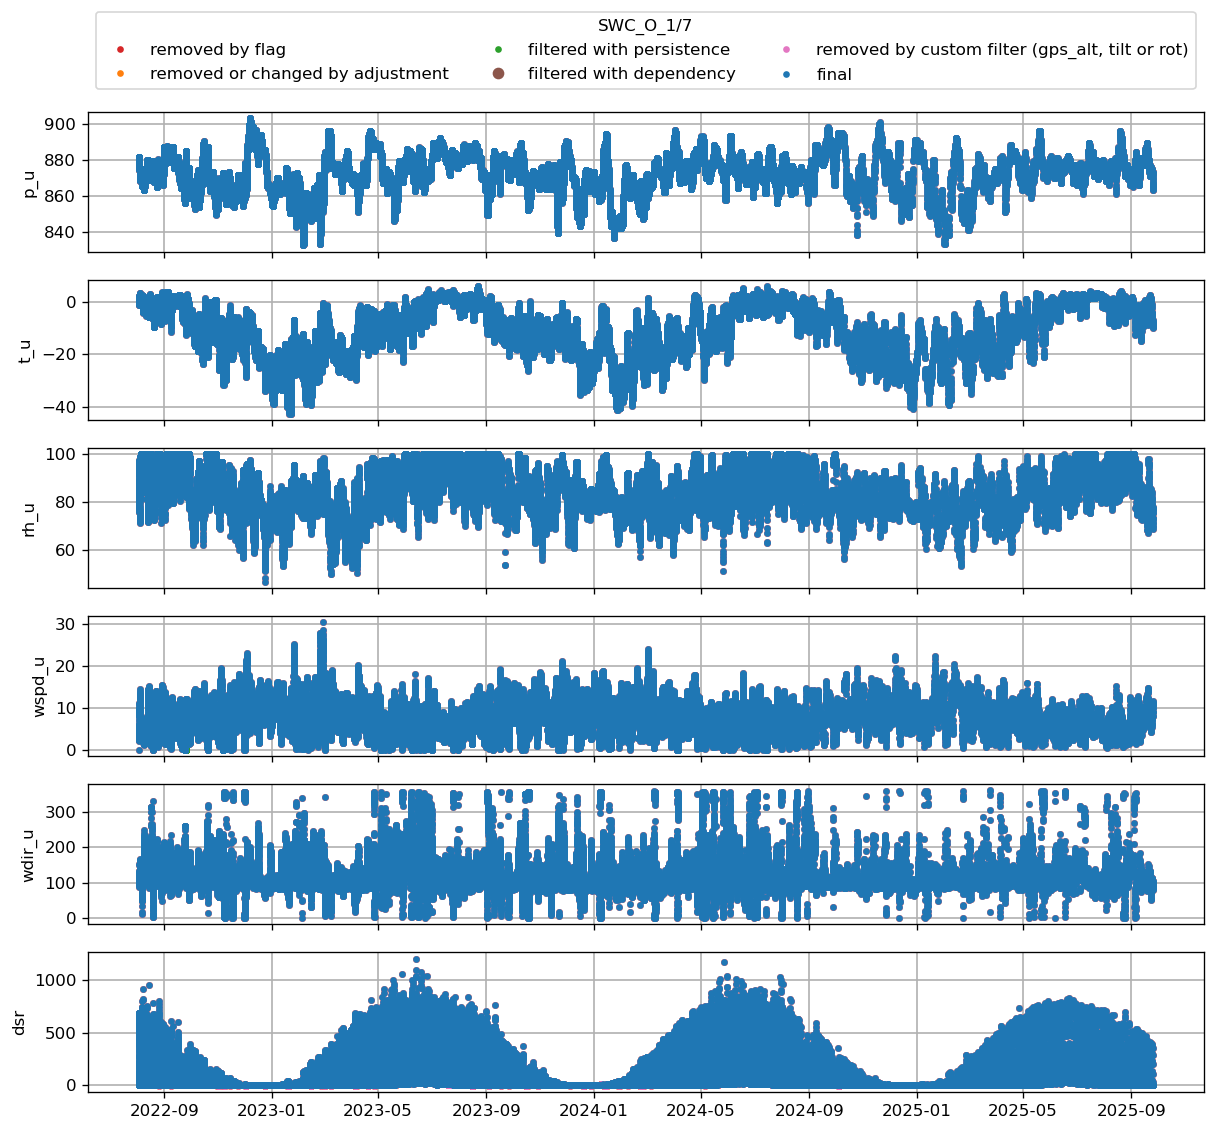 SWC_O_1/7
removed by flag
removed or changed by adjustment
filtered with persistence
filtered with dependency
removed by custom filter (gps_alt, tilt or rot)
final
900
880
860
840
p_u
0
−20
−40
t_u
100
80
60
rh_u
30
20
10
0
wspd_u
300
200
100
0
wdir_u
1000
500
0
dsr
2022-09 2023-01 2023-05 2023-09 2024-01 2024-05 2024-09 2025-01 2025-05 2025-09